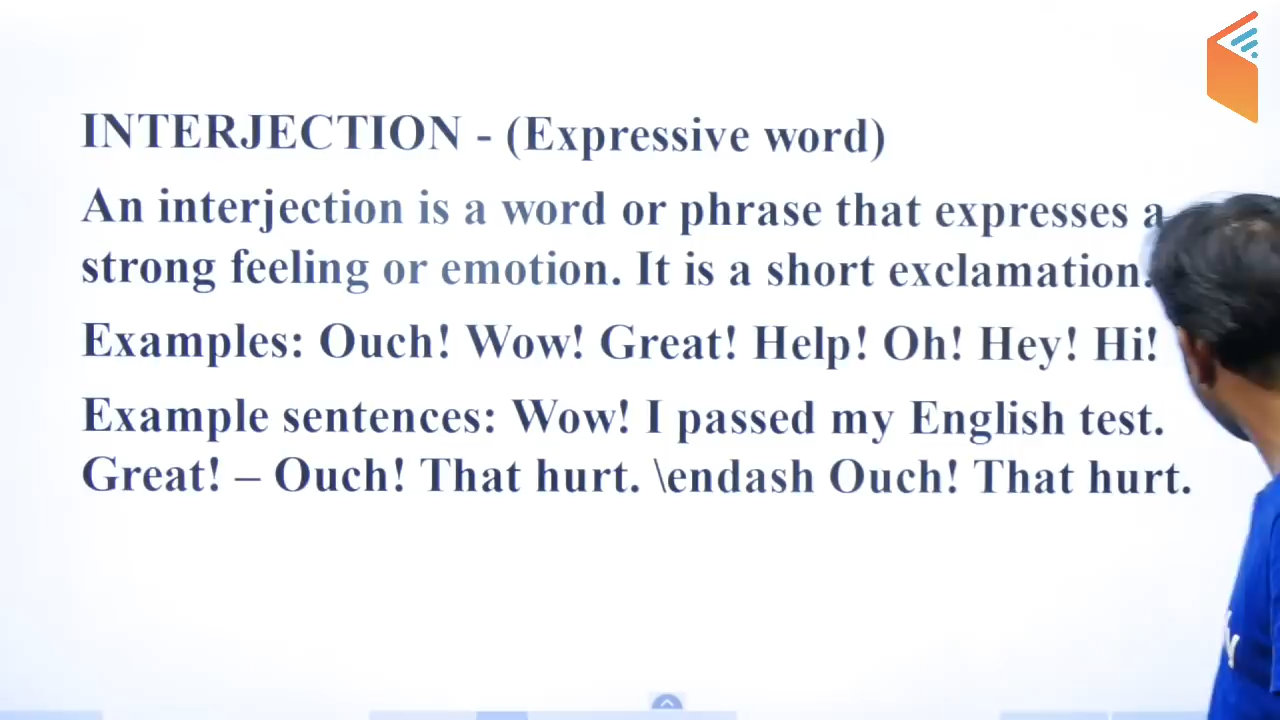 INTERJECTION - (Expressive word)
An interjection is a word or phrase that expresses a
strong feeling or emotion. It is a short exclamation.
Examples: Ouch! Wow! Great! Help! Oh! Hey! Hi!
Example sentences: Wow! I passed my English test.
Great! – Ouch! That hurt. \endash Ouch! That hurt.